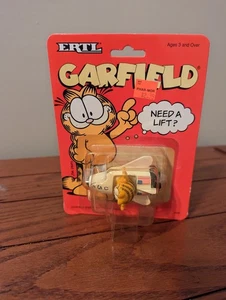 ERTL
Ages 3 and Over
GARFIELD®
NEED A
LIFT?